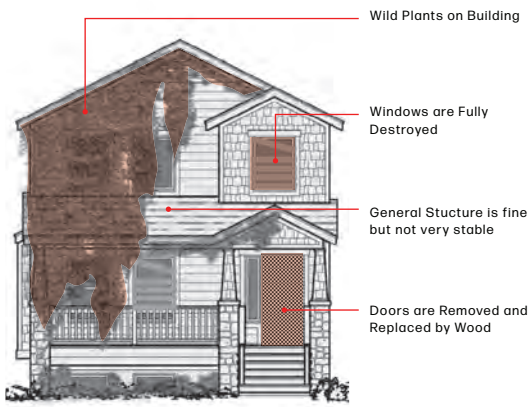 Wild Plants on Building
Windows are Fully
Destroyed
General Stucture is fine
but not very stable
Doors are Removed and
Replaced by Wood